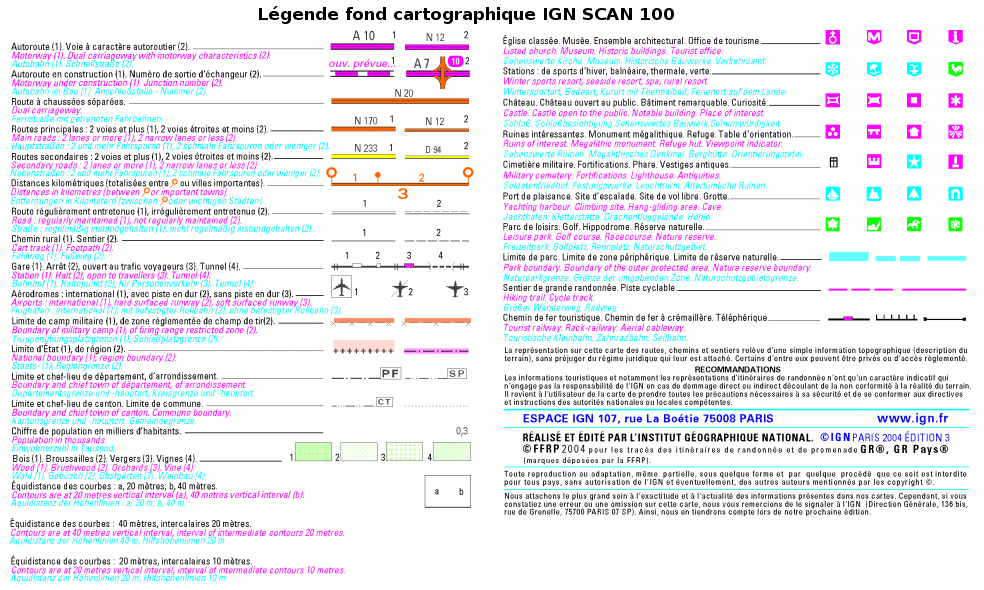 Légende fond cartographique IGN SCAN 100
Autoroute (1). Voie à caractère autoroutier (2).
A 10 1 N 12 2
Motorway (1). Dual carriageway with motorway characteristics (2).
Autobahn (1). Schnellstraße (2).
ouv. prévue.. 1 A 7 10 2
Autoroute en construction (1). Numéro de sortie d'échangeur (2).
Motorway under construction (1). Junction number (2).
Autobahn im Bau (1). Anschlußstelle - Nummer (2).
N 20
Route à chaussées séparées.
Dual carriageway.
Fernstraße mit getrennten Fahrbahnen.
N 170 1 N 12 2
Routes principales : 2 voies et plus (1), 2 voies étroites et moins (2).
Main roads : 2 lanes or more (1), 2 narrow lanes or less (2).
Hauptstraßen : 2 und mehr Fahrspuren (1), 2 schmale Fahrspuren oder weniger (2).
N 233 1 D 94 2
Routes secondaires : 2 voies et plus (1), 2 voies étroites et moins (2).
Secondary roads : 2 lanes or more (1), 2 narrow lanes or less (2).
Nebenstraßen : 2 und mehr Fahrspuren (1), 2 schmale Fahrspuren oder weniger (2).
1 2
3
Distances kilométriques (totalisées entre ou villes importantes).
Distances in kilometres (between or important towns).
Entfernungen in Kilometern (zwischen oder wichtigen Städten).
1 2
Route régulièrement entretenue (1), irrégulièrement entretenue (2).
Road : regularly maintained (1), not regularly maintained (2).
Straße : regelmäßig instandgehalten (1), nicht regelmäßig instandgehalten (2).
1 2
Chemin rural (1). Sentier (2).
Cart track (1). Footpath (2).
Feldweg (1). Fußweg (2).
1 2 3 4
Gare (1). Arrêt (2), ouvert au trafic voyageurs (3). Tunnel (4).
Station (1). Halt (2), open to travellers (3). Tunnel (4).
Bahnhof (1), Haltepunkt (2), für Personenverkehr (3), Tunnel (4).
1 2 3
Aérodromes : international (1), avec piste en dur (2), sans piste en dur (3).
Airports : international (1), hard surfaced runway (2), soft surfaced runway (3).
Flughäfen : international (1), mit befestigter Rollbahn (2), ohne befestigter Rollbahn (3).
Limite de camp militaire (1), de zone réglementée de champ de tir(2).
Boundary of military camp (1), of firing range restricted zone (2).
Truppenübungsplatzgrenze (1), Schießplatzgrenze (2).
1 2
Limite d'État (1), de région (2).
National boundary (1), region boundary (2).
Staats- (1), Regiongrenze (2).
PF SP
Limite et chef-lieu de département, d'arrondissement.
Boundary and chief town of département, of arrondissement.
Departementsgrenze und -hauptort, Kreisgrenze und -hauptort.
CT
Limite et chef-lieu de canton. Limite de commune.
Boundary and chief town of canton. Commune boundary.
Kantonsgrenze und -hauptort. Gemeindegrenze.
Chiffre de population en milliers d'habitants.
0,3
Population in thousands.
Einwohnerzahl in Tausend.
1 2 3 4
Bois (1). Broussailles (2). Vergers (3). Vignes (4).
Wood (1). Brushwood (2). Orchards (3). Vine (4).
Wald (1), Gebüsch (2). Obstgärten (3), Weinbau (4).
Équidistance des courbes : a, 20 mètres; b, 40 mètres.
a b
Contours are at 20 metres vertical interval (a), 40 metres vertical interval (b).
Äquidistanz der Höhenlinien : a, 20 m; b, 40 m.
Équidistance des courbes : 40 mètres, intercalaires 20 mètres.
Contours are at 40 metres vertical interval, interval of intermediate contours 20 metres.
Äquidistanz der Höhenlinien 40 m, Hilfshöhenlinien 20 m
Équidistance des courbes : 20 mètres, intercalaires 10 mètres.
Contours are at 20 metres vertical interval, interval of intermediate contours 10 metres.
Äquidistanz der Höhenlinien 20 m, Hilfshöhenlinien 10 m
Église classée. Musée. Ensemble architectural. Office de tourisme.
Listed church. Museum. Historic buildings. Tourist office.
Sehenswerte Kirche. Museum. Historische Bauwerke. Verkehrsamt.
Stations : de sports d'hiver, balnéaire, thermale, verte.
Winter sports resort, seaside resort, spa, rural resort.
Wintersportort, Badeort, Kurort mit Thermalbad, Ferienort auf dem Lande.
Château. Château ouvert au public. Bâtiment remarquable. Curiosité.
Castle. Castle open to the public. Notable building. Place of interest
Schloß. Schloßbesichtigung. Sehenswertes Bauwerk. Sehenswürdigkeit.
Ruines intéressantes. Monument mégalithique. Refuge. Table d'orientation.
Ruins of interest. Megalithic monument. Refuge hut. Viewpoint indicator.
Sehenswerte Ruinen. Megalithisches Denkmal. Berghütte. Orientierungstafel.
Cimetière militaire. Fortifications. Phare. Vestiges antiques.
Military cemetery. Fortifications. Lighthouse. Antiquities.
Soldatenfriedhof, Festungswerke, Leuchtturm, Altertümliche Ruinen.
Port de plaisance. Site d'escalade. Site de vol libre. Grotte.
Yachting harbour. Climbing site. Hang-gliding area. Cave.
Jachthafen. Kletterstätte. Drachenfluggelände. Höhle.
Parc de loisirs. Golf. Hippodrome. Réserve naturelle.
Leisure park. Golf course. Racecourse. Nature reserve.
Freizeitpark. Golfplatz. Rennplatz. Naturschutzgebiet.
Limite de parc. Limite de zone périphérique. Limite de réserve naturelle.
Park boundary. Boundary of the outer protected area. Nature reserve boundary.
Naturparkgrenze. Grenze der umgebenden Zone. Naturschutzgebietsgrenze.
Sentier de grande randonnée. Piste cyclable.
Hiking trail. Cycle track.
Großer Wanderweg. Radweg.
Chemin de fer touristique. Chemin de fer à crémaillère. Téléphérique.
Tourist railway. Rack-railway. Aerial cableway.
Touristische Kleinbahn, Zahnradbahn, Seilbahn.
La représentation sur cette carte des routes, chemins et sentiers relève d'une simple information topographique (description du
terrain), sans préjuger du régime juridique qui leur est attaché. Certains d'entre eux peuvent être privés ou d'accès réglementé.
RECOMMANDATIONS
Les informations touristiques et notamment les représentations d'itinéraires de randonnée n'ont qu'un caractère indicatif qui
n'engage pas la responsabilité de l'IGN en cas de dommage direct ou indirect découlant de la non conformité à la réalité du terrain.
Il revient à l'utilisateur de la carte de prendre toutes les précautions nécessaires à sa sécurité et de se conformer aux directives
et instructions des autorités nationales ou locales compétentes.
ESPACE IGN 107, rue La Boétie 75008 PARIS www.ign.fr
RÉALISÉ ET ÉDITÉ PAR L'INSTITUT GÉOGRAPHIQUE NATIONAL. ©IGN PARIS 2004 ÉDITION 3
©FFRP 2004 pour les tracés des itinéraires de randonnée et de promenade GR®, GR Pays®
(marques déposées par la FFRP).
Toute reproduction ou adaptation, même partielle, sous quelque forme et par quelque procédé que ce soit est interdite
pour tous pays, sans autorisation de l'IGN et éventuellement, des autres auteurs mentionnés par les copyright ©.
Nous attachons le plus grand soin à l'exactitude et à l'actualité des informations présentes dans nos cartes. Cependant, si vous
constatiez une erreur ou une omission sur cette carte, nous vous remercions de le signaler à l'IGN (Direction Générale, 136 bis,
rue de Grenelle, 75700 PARIS 07 SP). Ainsi, nous en tiendrons compte lors de notre prochaine édition.